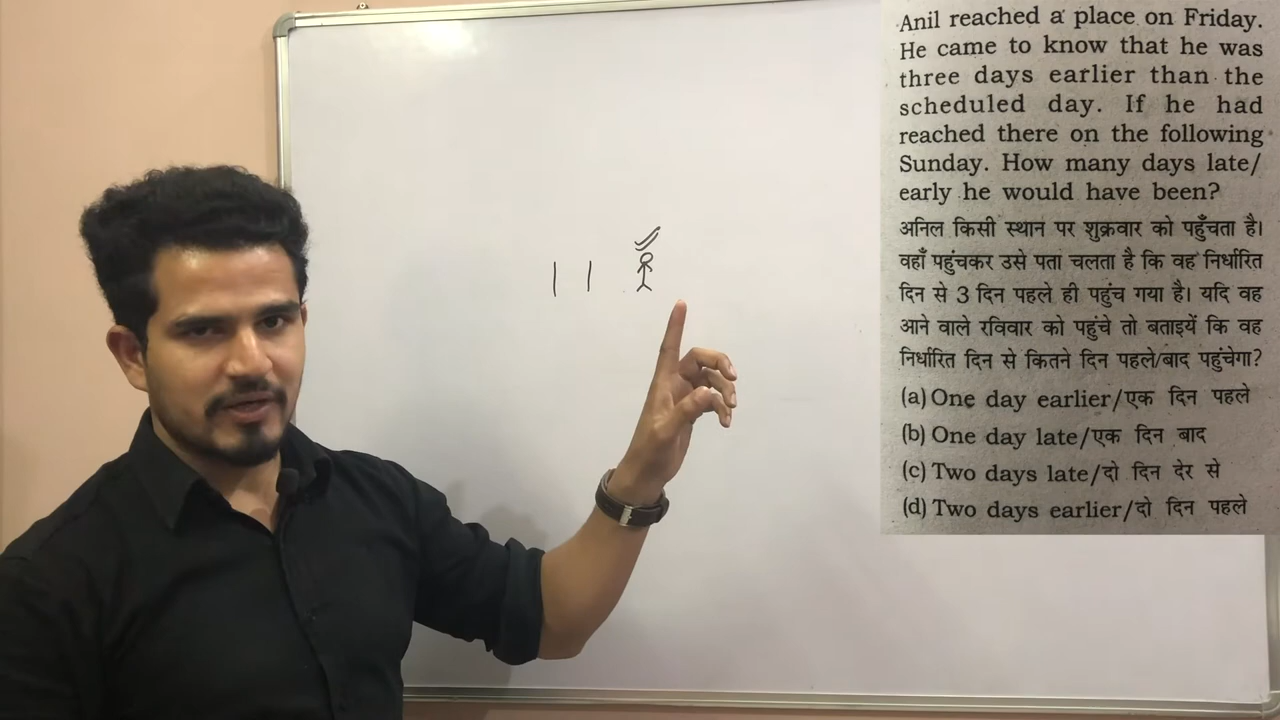 Anil reached a place on Friday.
He came to know that he was
three days earlier than the
scheduled day. If he had
reached there on the following
Sunday. How many days late/
early he would have been?
अनिल किसी स्थान पर शुक्रवार को पहुँचता है।
वहाँ पहुंचकर उसे पता चलता है कि वह निर्धारित
दिन से 3 दिन पहले ही पहुंच गया है। यदि वह
आने वाले रविवार को पहुंचे तो बताइयें कि वह
निर्धारित दिन से कितने दिन पहले/बाद पहुंचेगा?
(a) One day earlier/एक दिन पहले
(b) One day late/एक दिन बाद
(c) Two days late/दो दिन देर से
(d) Two days earlier/दो दिन पहले